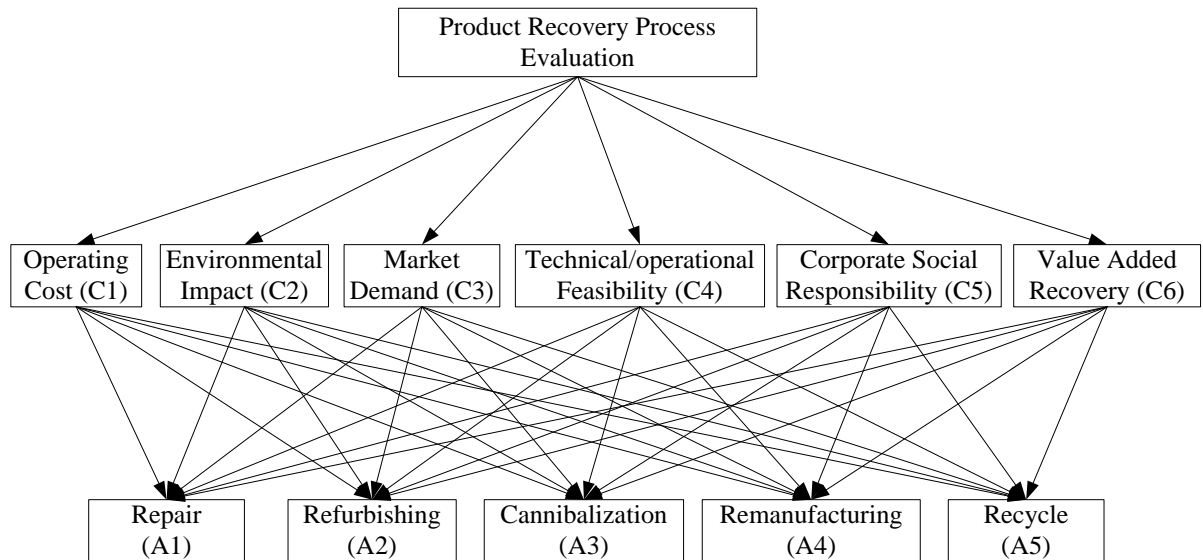 Product Recovery Process
Evaluation
Operating
Cost (C1)
Environmental
Impact (C2)
Market
Demand (C3)
Technical/operational
Feasibility (C4)
Corporate Social
Responsibility (C5)
Value Added
Recovery (C6)
Repair
(A1)
Refurbishing
(A2)
Cannibalization
(A3)
Remanufacturing
(A4)
Recycle
(A5)